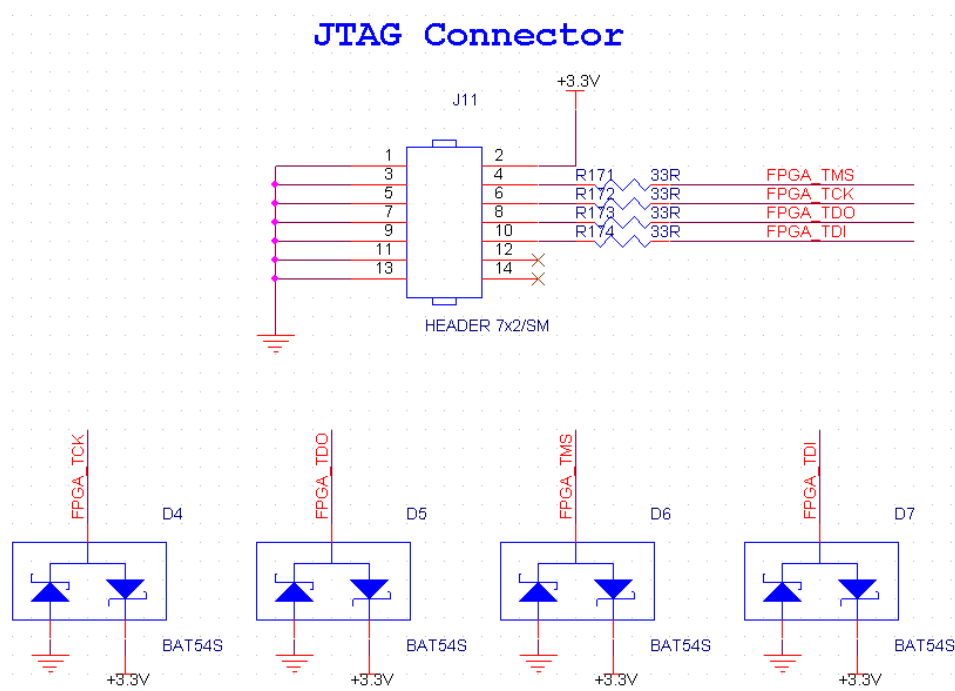 JTAG Connector
+3.3V
J11
1 2
3 4 R171 33R FPGA_TMS
5 6 R172 33R FPGA_TCK
7 8 R173 33R FPGA_TDO
9 10 R174 33R FPGA_TDI
11 12
13 14
HEADER 7x2/SM
FPGA_TCK FPGA_TDO FPGA_TMS FPGA_TDI
D4 D5 D6 D7
BAT54S BAT54S BAT54S BAT54S
+3.3V +3.3V +3.3V +3.3V